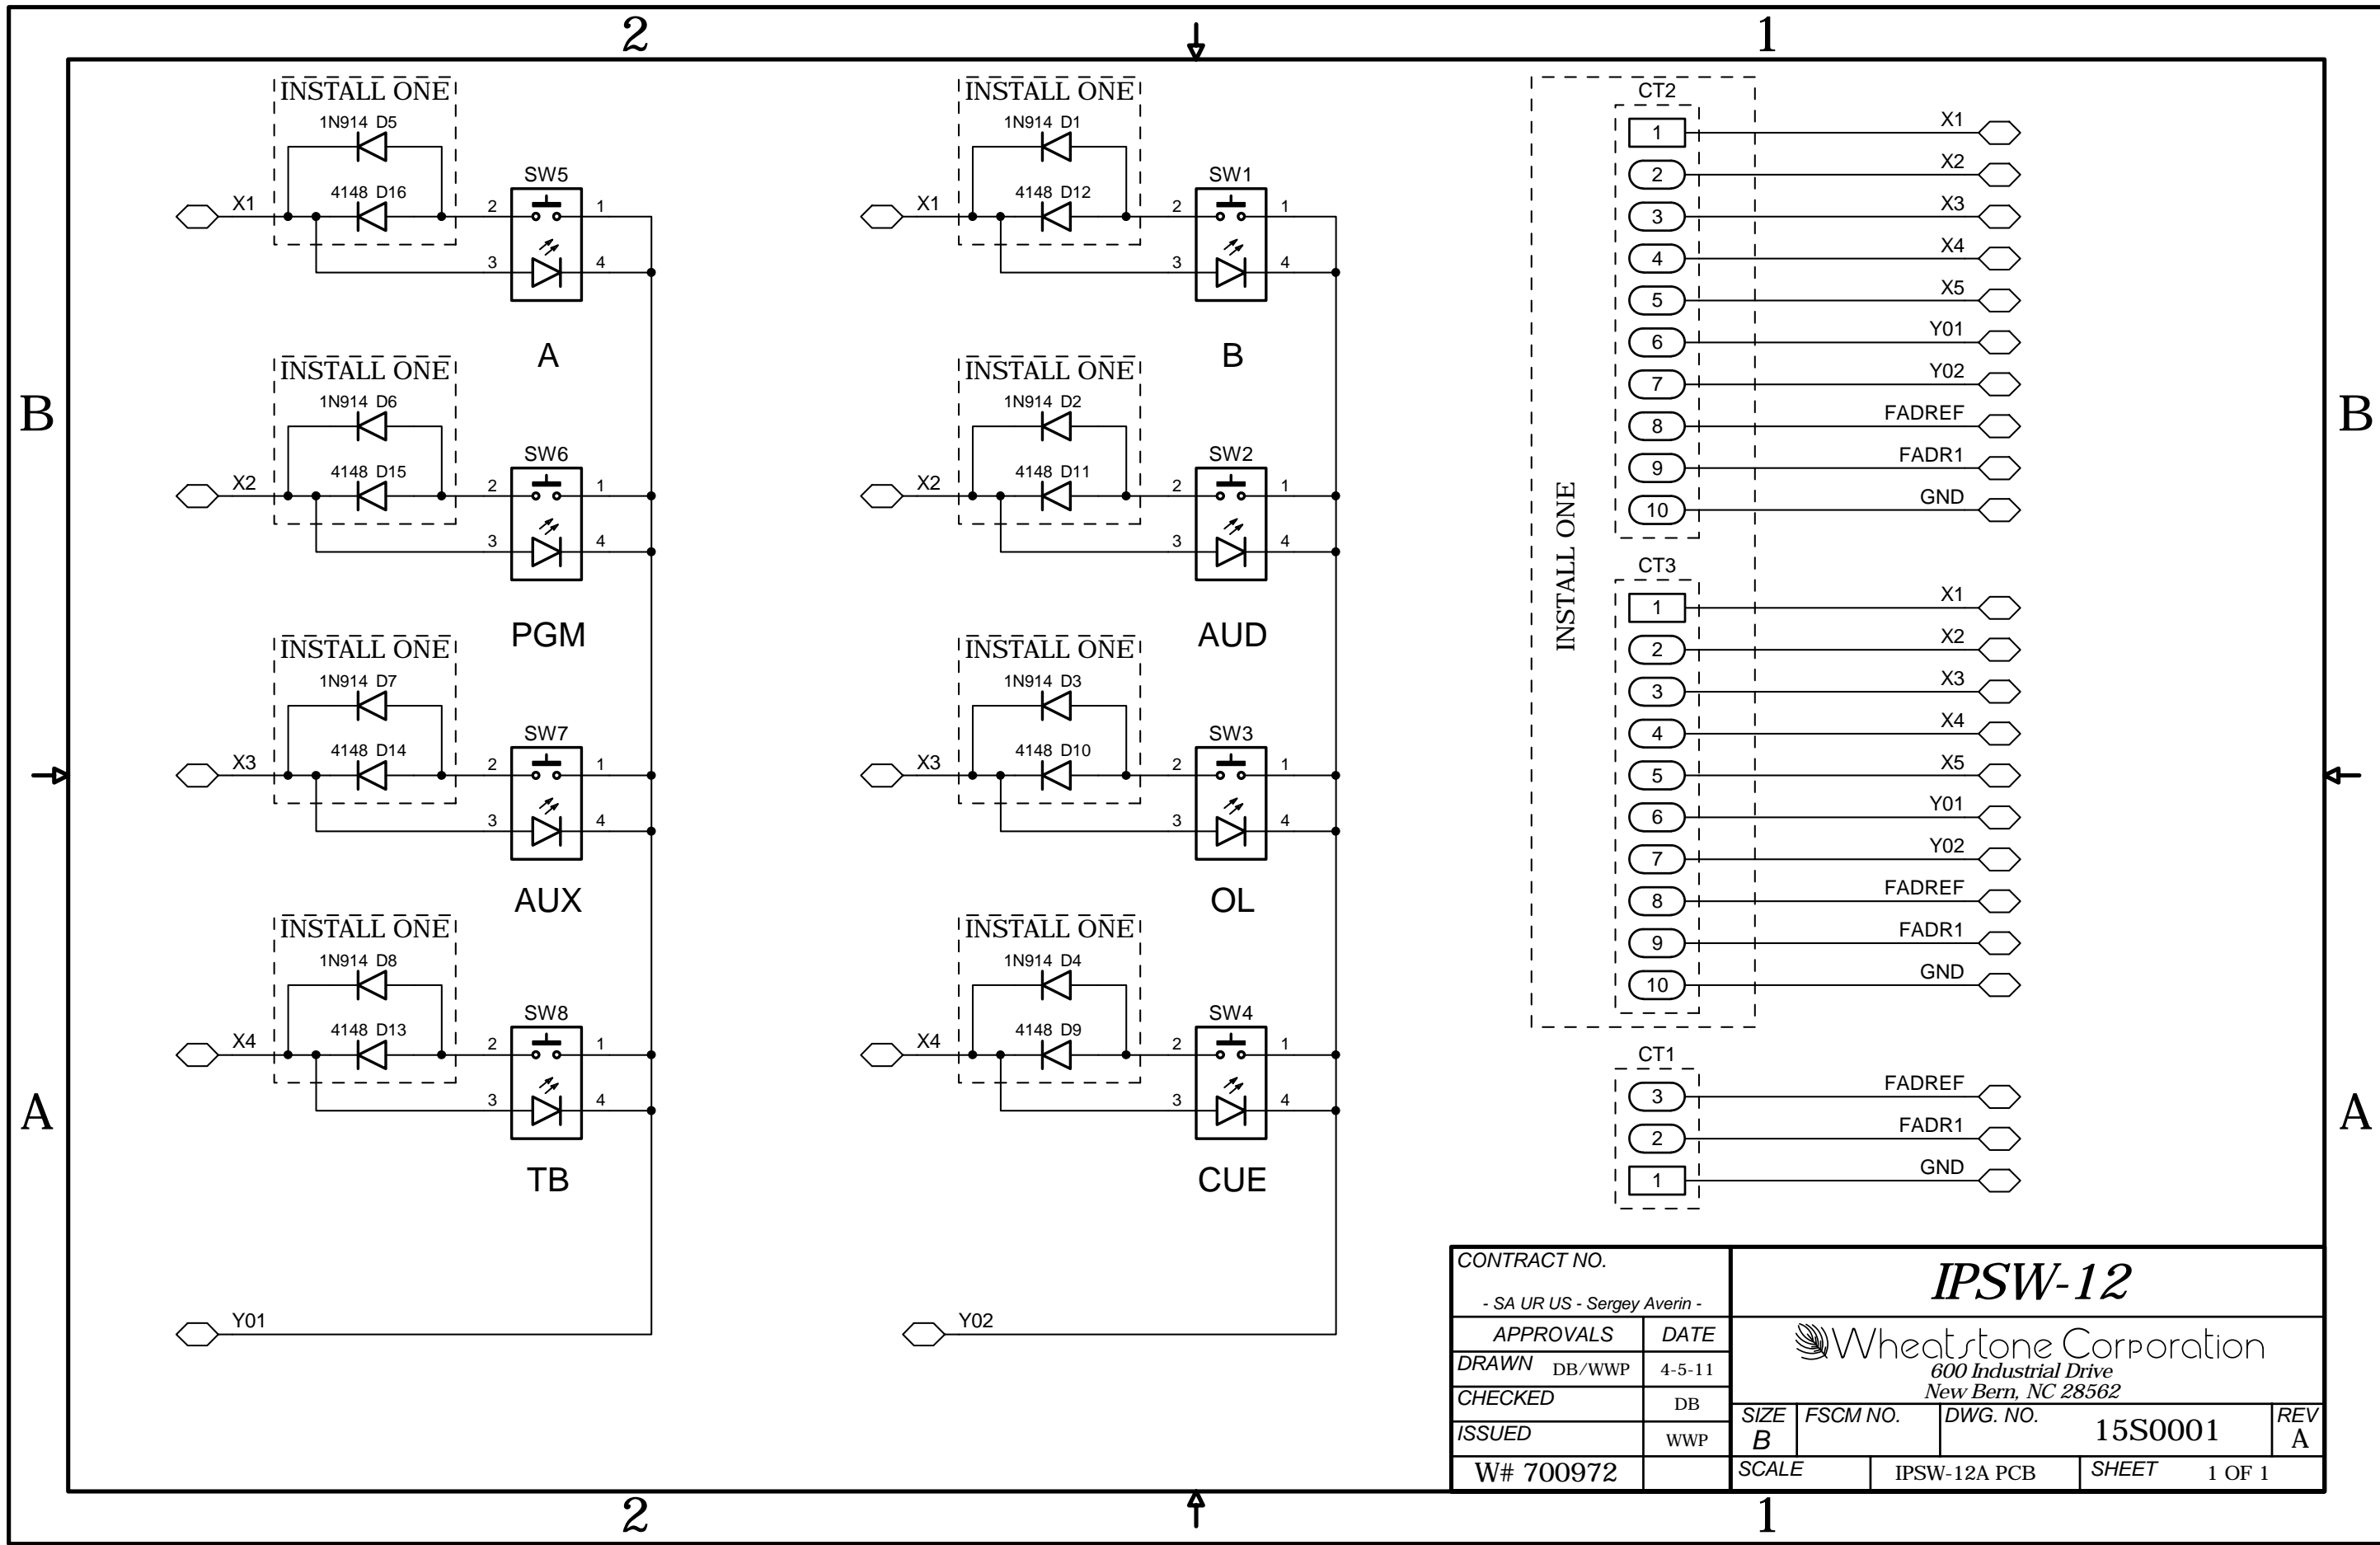 2
1
INSTALL ONE
1N914 D5
4148 D16
X1
SW5
2 1
3 4
A
INSTALL ONE
1N914 D6
4148 D15
X2
SW6
2 1
3 4
PGM
INSTALL ONE
1N914 D7
4148 D14
X3
SW7
2 1
3 4
AUX
INSTALL ONE
1N914 D8
4148 D13
X4
SW8
2 1
3 4
TB
Y01
INSTALL ONE
1N914 D1
4148 D12
X1
SW1
2 1
3 4
B
INSTALL ONE
1N914 D2
4148 D11
X2
SW2
2 1
3 4
AUD
INSTALL ONE
1N914 D3
4148 D10
X3
SW3
2 1
3 4
OL
INSTALL ONE
1N914 D4
4148 D9
X4
SW4
2 1
3 4
CUE
Y02
INSTALL ONE
CT2
1 X1
2 X2
3 X3
4 X4
5 X5
6 Y01
7 Y02
8 FADREF
9 FADR1
10 GND
CT3
1 X1
2 X2
3 X3
4 X4
5 X5
6 Y01
7 Y02
8 FADREF
9 FADR1
10 GND
CT1
3 FADREF
2 FADR1
1 GND
B
B
A
A
CONTRACT NO.
- SA UR US - Sergey Averin -
APPROVALS DATE
DRAWN DB/WWP 4-5-11
CHECKED DB
ISSUED WWP
W# 700972
IPSW-12
Wheatstone Corporation
600 Industrial Drive
New Bern, NC 28562
SIZE B
FSCM NO.
DWG. NO. 15S0001
REV A
SCALE
IPSW-12A PCB
SHEET 1 OF 1
2
1